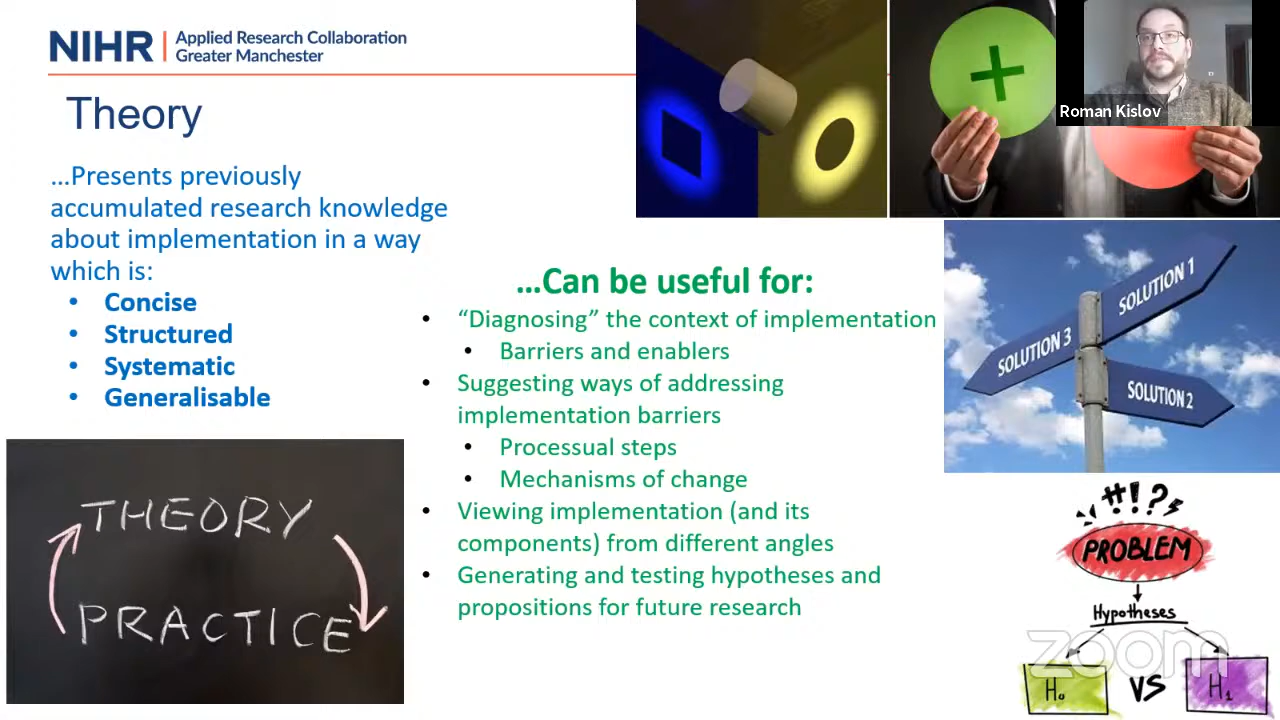 NIHR | Applied Research Collaboration
Greater Manchester
Theory
...Presents previously
accumulated research knowledge
about implementation in a way
which is:
• Concise
• Structured
• Systematic
• Generalisable
THEORY
PRACTICE
...Can be useful for:
• “Diagnosing” the context of implementation
• Barriers and enablers
• Suggesting ways of addressing
implementation barriers
• Processual steps
• Mechanisms of change
• Viewing implementation (and its
components) from different angles
• Generating and testing hypotheses and
propositions for future research
+
Roman Kislov
SOLUTION 1
SOLUTION 3
SOLUTION 2
#!?
PROBLEM
Hypotheses
H₀ VS H₁
zoom